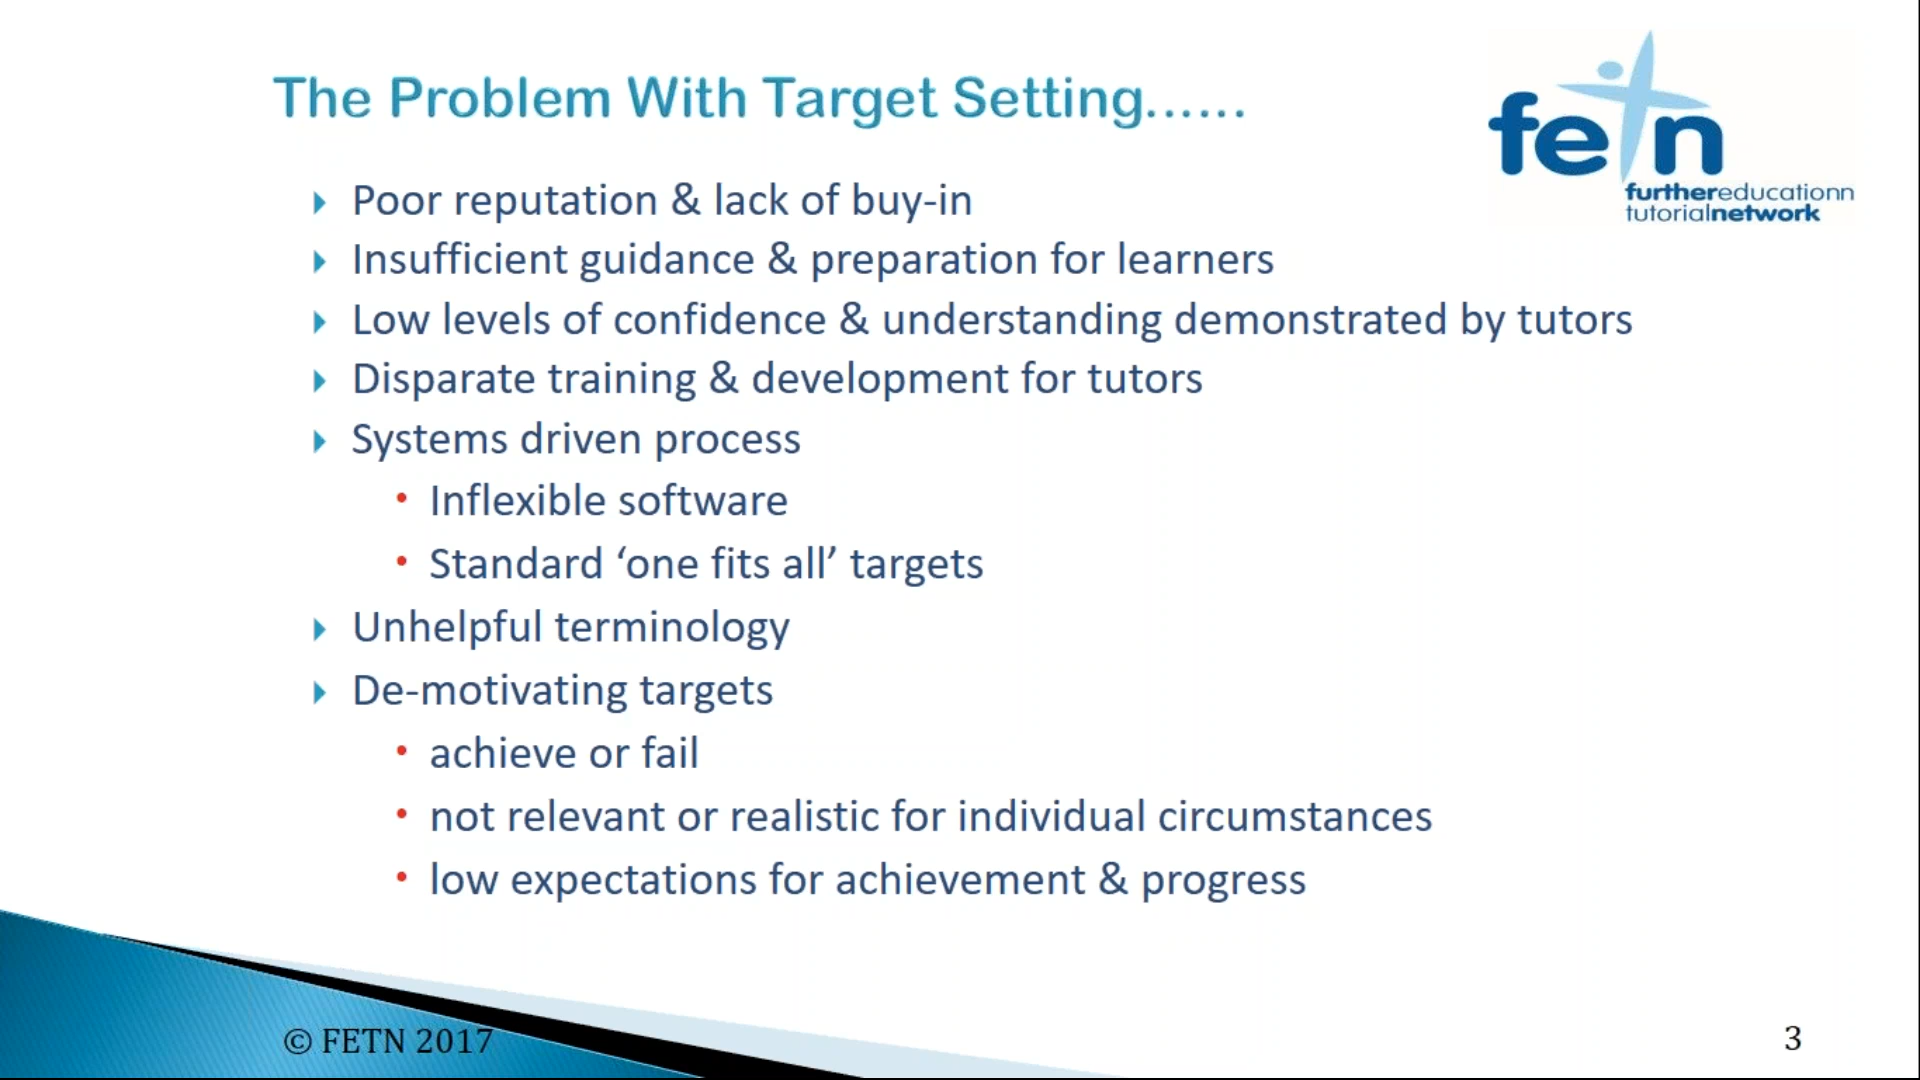 The Problem With Target Setting......
fetn
furthereducationn
tutorialnetwork
Poor reputation & lack of buy-in
Insufficient guidance & preparation for learners
Low levels of confidence & understanding demonstrated by tutors
Disparate training & development for tutors
Systems driven process
Inflexible software
Standard ‘one fits all’ targets
Unhelpful terminology
De-motivating targets
achieve or fail
not relevant or realistic for individual circumstances
low expectations for achievement & progress
© FETN 2017
3